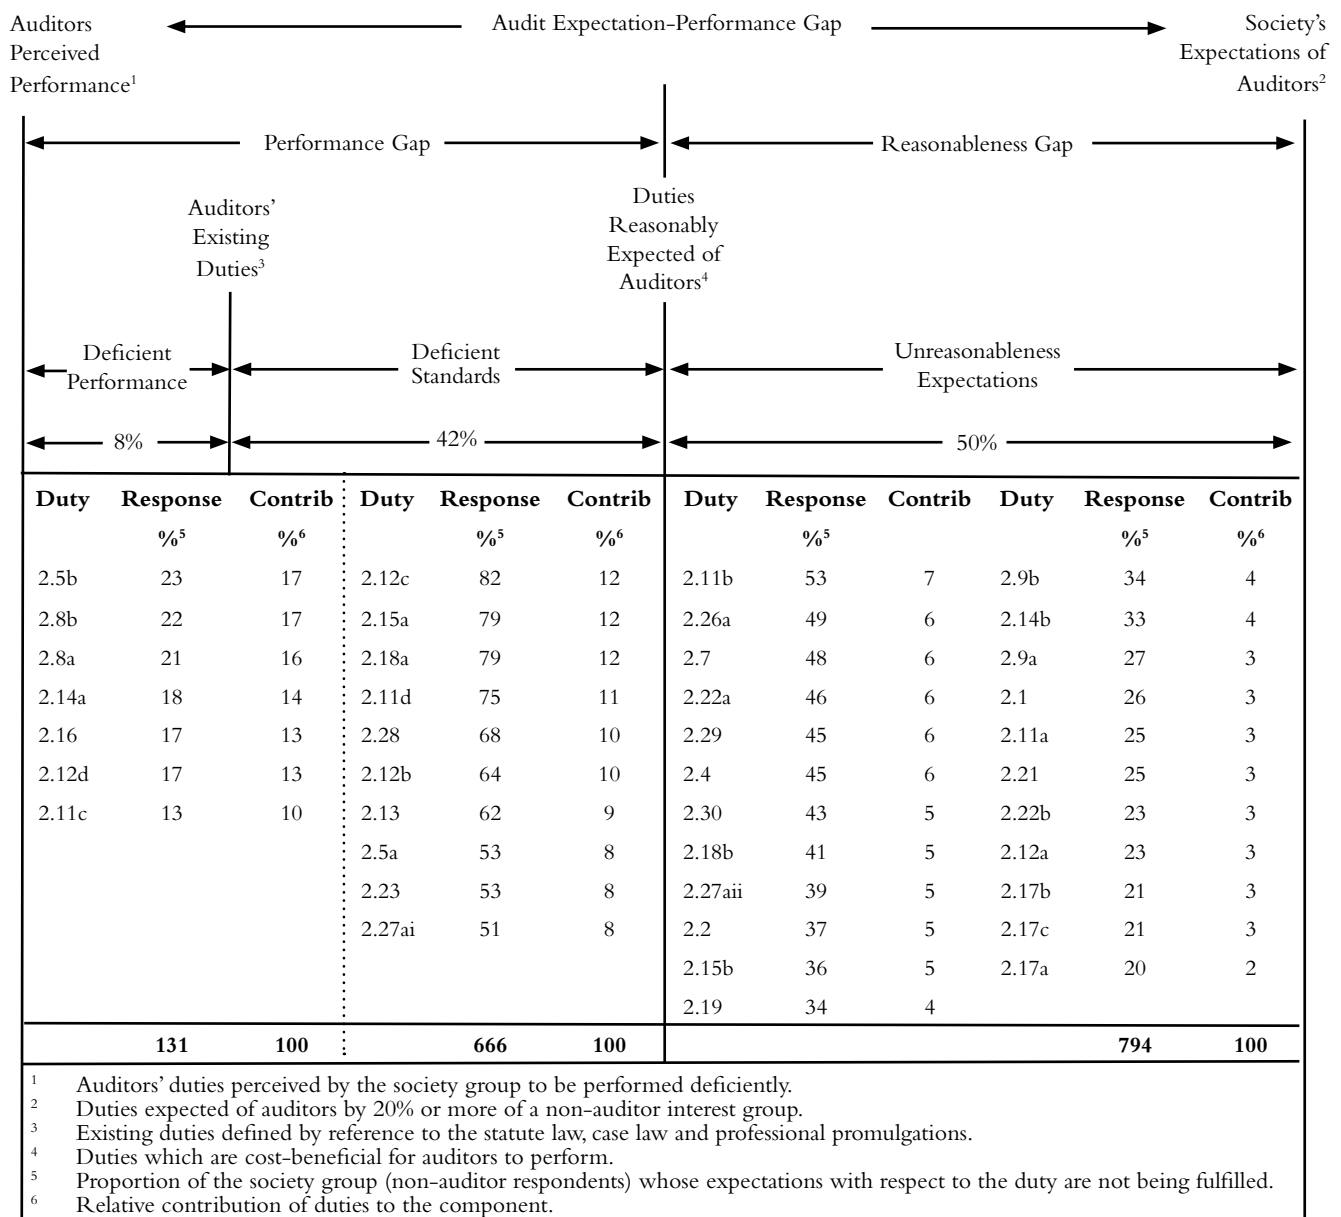 Auditors
Perceived
Performance1
Audit Expectation-Performance Gap
Society's
Expectations of
Auditors2
Performance Gap
Reasonableness Gap
Auditors'
Existing
Duties3
Duties
Reasonably
Expected of
Auditors4
Deficient
Performance
Deficient
Standards
Unreasonableness
Expectations
8% 42% 50%
Duty Response Contrib Duty Response Contrib Duty Response Contrib Duty Response Contrib
%5 %6 %5 %6 %5 %5 %6
2.5b 23 17 2.12c 82 12 2.11b 53 7 2.9b 34 4
2.8b 22 17 2.15a 79 12 2.26a 49 6 2.14b 33 4
2.8a 21 16 2.18a 79 12 2.7 48 6 2.9a 27 3
2.14a 18 14 2.11d 75 11 2.22a 46 6 2.1 26 3
2.16 17 13 2.28 68 10 2.29 45 6 2.11a 25 3
2.12d 17 13 2.12b 64 10 2.4 45 6 2.21 25 3
2.11c 13 10 2.13 62 9 2.30 43 5 2.22b 23 3
2.5a 53 8 2.18b 41 5 2.12a 23 3
2.23 53 8 2.27aii 39 5 2.17b 21 3
2.27ai 51 8 2.2 37 5 2.17c 21 3
2.15b 36 5 2.17a 20 2
2.19 34 4
131 100 666 100 794 100
1 Auditors' duties perceived by the society group to be performed deficiently.
2 Duties expected of auditors by 20% or more of a non-auditor interest group.
3 Existing duties defined by reference to the statute law, case law and professional promulgations.
4 Duties which are cost-beneficial for auditors to perform.
5 Proportion of the society group (non-auditor respondents) whose expectations with respect to the duty are not being fulfilled.
6 Relative contribution of duties to the component.